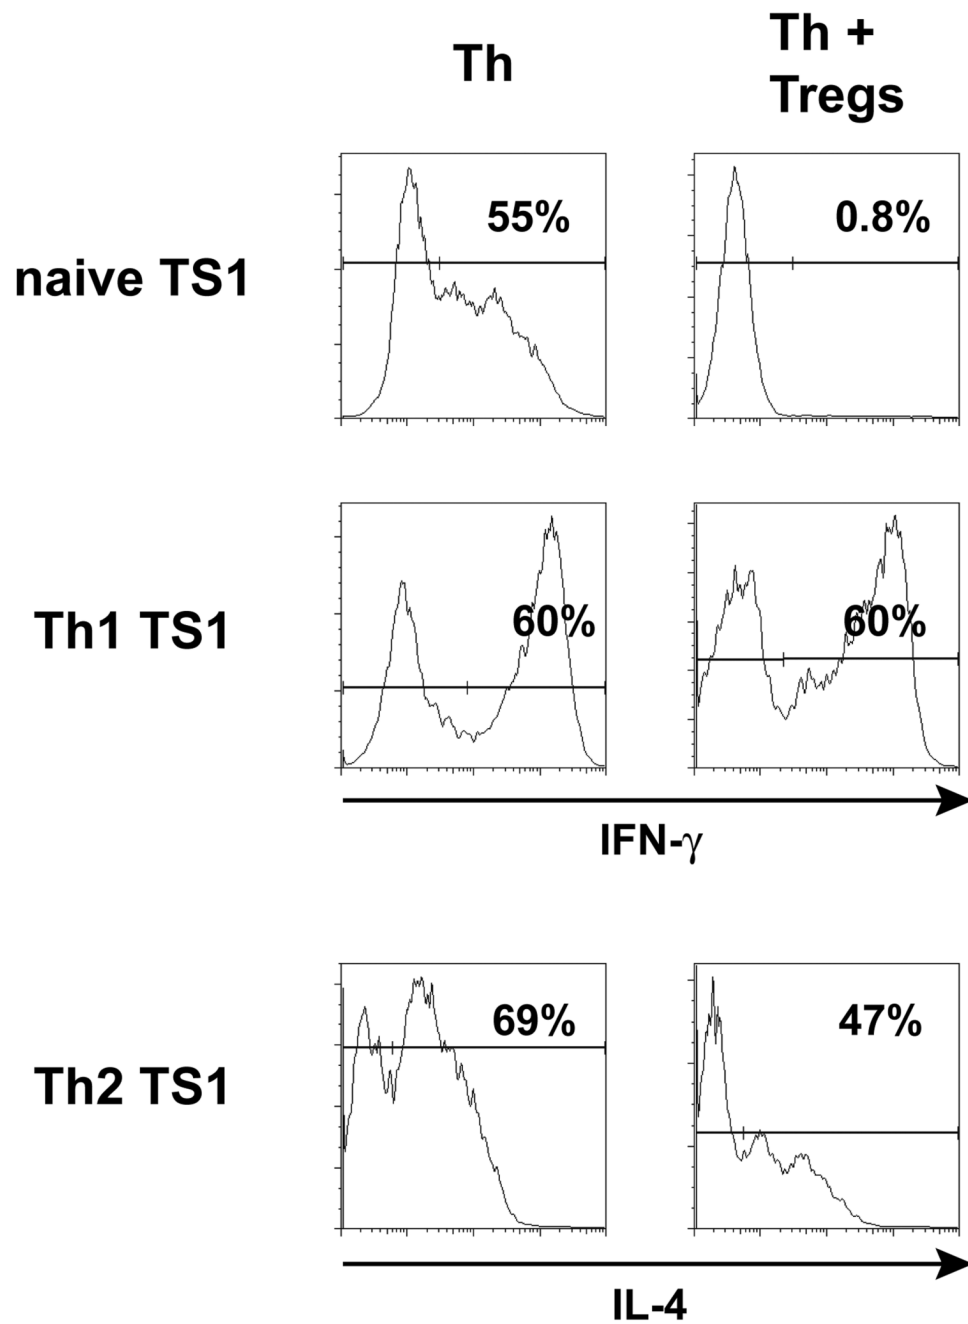 Th
Th +
Tregs
naive TS1
55%
0.8%
Th1 TS1
60%
60%
IFN-γ
Th2 TS1
69%
47%
IL-4